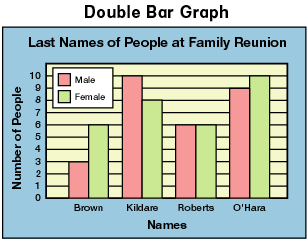 Double Bar Graph
Last Names of People at Family Reunion
Number of People
10
9
8
7
6
5
4
3
2
1
0
Male
Female
Brown Kildare Roberts O'Hara
Names